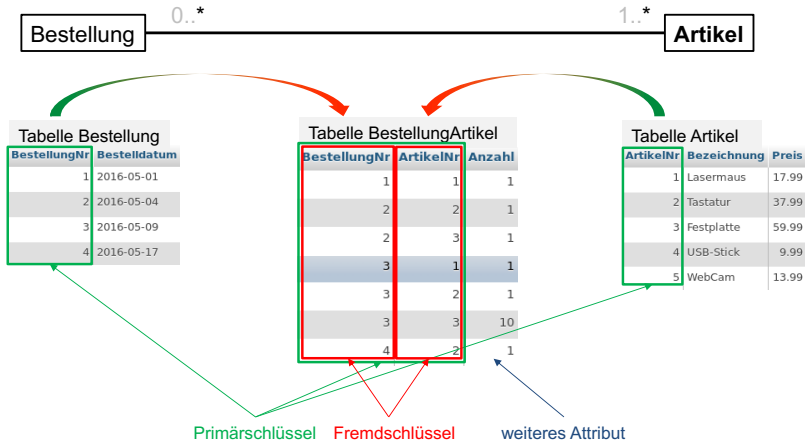 0..* 1..*
Bestellung Artikel
Tabelle Bestellung
BestellungNr Bestelldatum
1 2016-05-01
2 2016-05-04
3 2016-05-09
4 2016-05-17
Tabelle BestellungArtikel
BestellungNr ArtikelNr Anzahl
1 1 1
2 2 1
2 3 1
3 1 1
3 2 1
3 3 10
4 2 1
Tabelle Artikel
ArtikelNr Bezeichnung Preis
1 Lasermaus 17.99
2 Tastatur 37.99
3 Festplatte 59.99
4 USB-Stick 9.99
5 WebCam 13.99
Primärschlüssel Fremdschlüssel weiteres Attribut